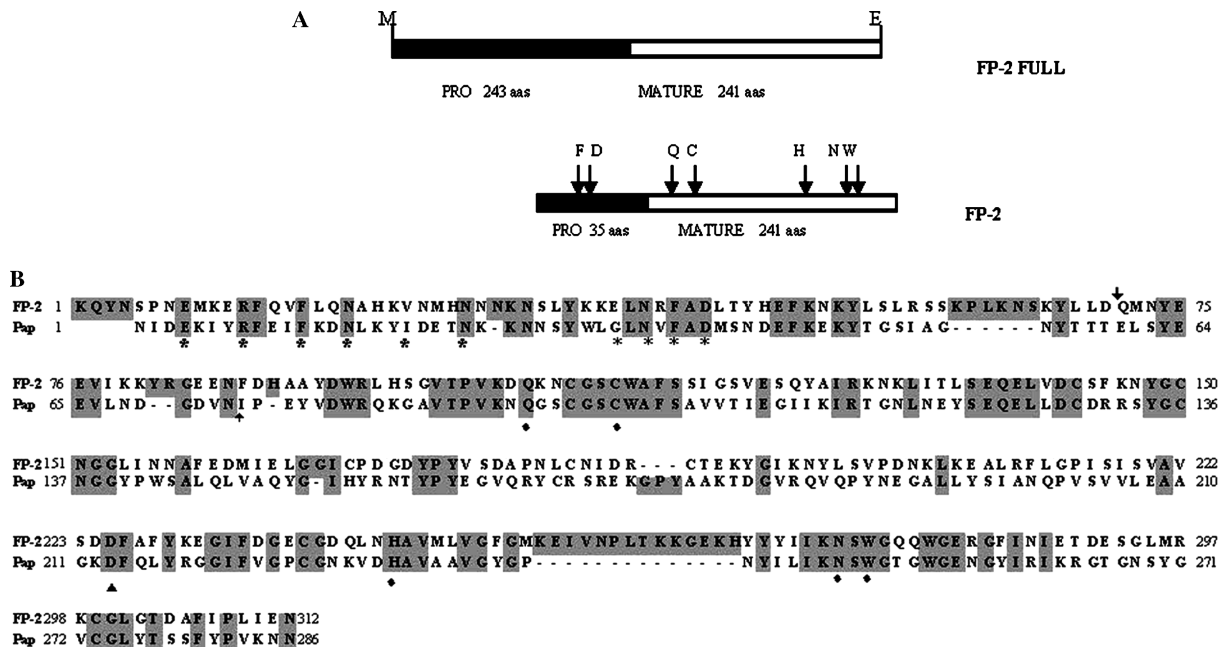 A
M E
FP-2 FULL
PRO 243 aas MATURE 241 aas
F D Q C H N W
FP-2
PRO 35 aas MATURE 241 aas
B
FP-2 1 KQYNSPNEMKERFQVFLQNAHKVNMHNNNKNSLYKKELNRFADLTYHEFKNKYLSLRSSKPLKNSKYLLDQMNYE 75
Pap 1 NIDEKIYRFEIFKDNLKYIDETNK-KNNSYWLGLNVFADMSNDEFKEKYTGSIAG------NYTTTELSYE 64
* * * * * * * * * *
FP-2 76 EVIKKYRGEENFDHAAYDWRLHSGVTPVKDQKNCGSCWAFSSIGSVESQYAIRKNKLITLSEQELVDCSFKNYGC 150
Pap 65 EVLND--GDVNIP-EYVDWRQKGAVTPVKNQGSCGSCWAFSAVVTIEGIIKIRTGNLNEYSEQELLDCDRRSYGC 136
FP-2 151 NGGLINNAFEDMIELGGICPDGDYPYVSDAPNLCNIDR---CTEKYGIKNYLSVPDNKLKEALRFLGPISISVAV 222
Pap 137 NGGYPWSALQLVAQYG-IHYRNTYPYEGVQRYCRSREKGPYAAKTDGVRQVQPYNEGALLYSIANQPVSVVLEAA 210
FP-2 223 SDDFAFYKEGIFDGECGDQLNHAVMLVGFGMKEIVNPLTKKGEKHYYYIIKNSWGQQWGERGFINIETDESGLMR 297
Pap 211 GKDFQLYRGGIFVGPCGNKVDHAVAAVGYGP--------------NYILIKNSWGTGWGENGYIRIKRGTGNSYG 271
FP-2 298 KCGLGTDAFIPLIEN 312
Pap 272 VCGLYTSSFYPVKNN 286